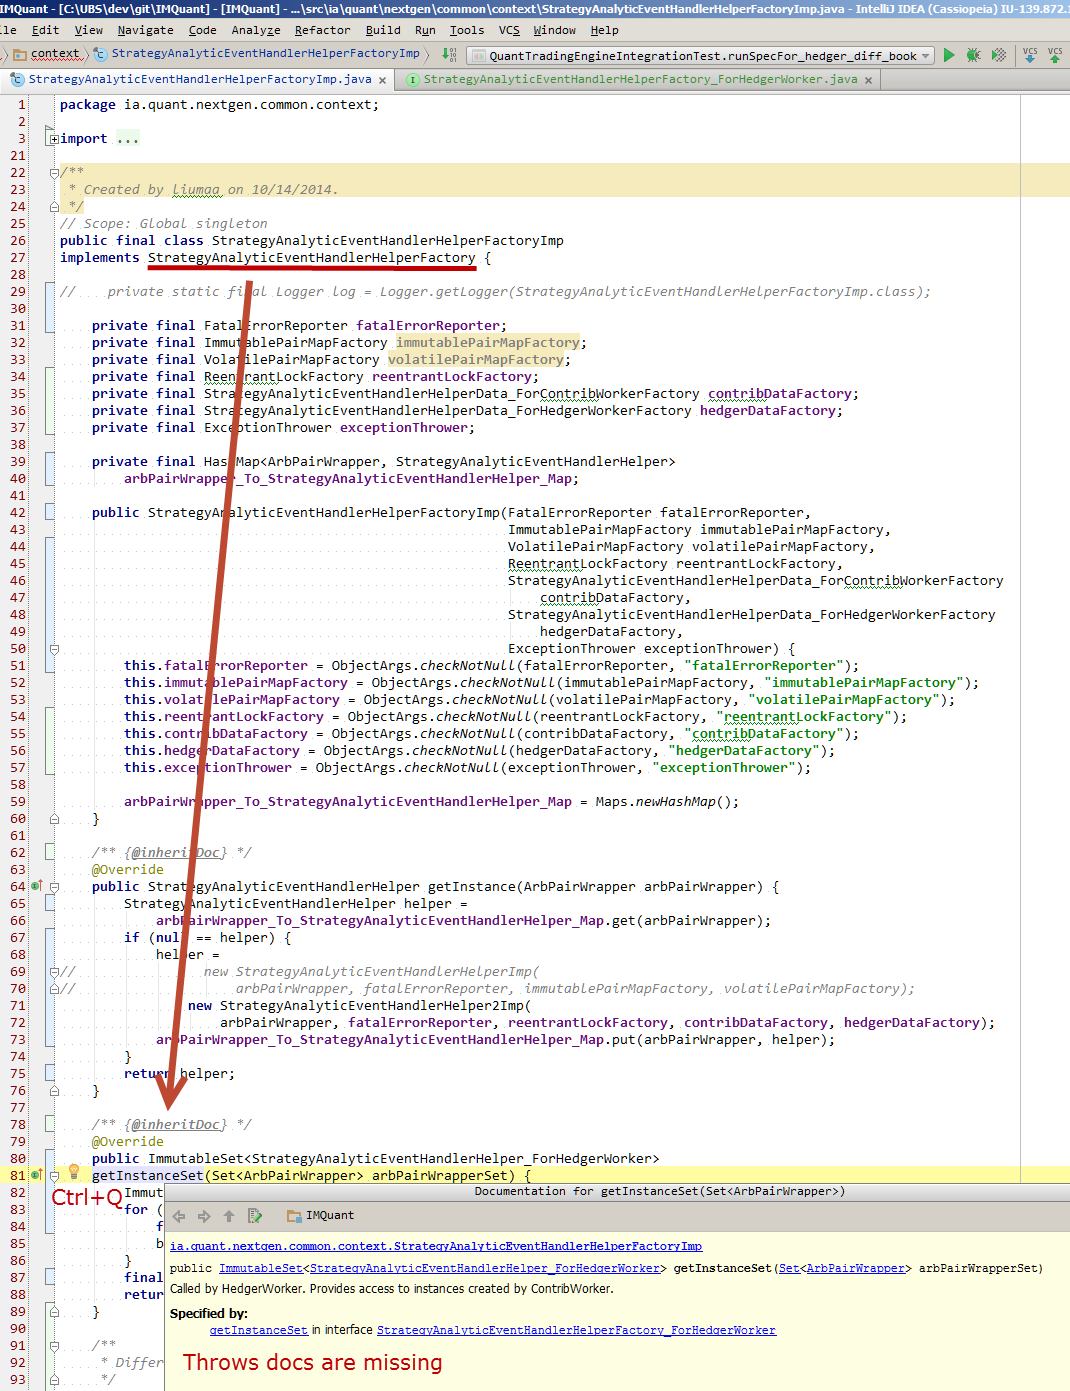 IMQuant - [C:\UBS\dev\git\IMQuant] - [IMQuant] - ...\src\ia\quant\nextgen\common\context\StrategyAnalyticEventHandlerHelperFactoryImp.java - IntelliJ IDEA (Cassiopeia) IU-139.872.1
le Edit View Navigate Code Analyze Refactor Build Run Tools VCS Window Help
context StrategyAnalyticEventHandlerHelperFactoryImp QuantTradingEngineIntegrationTest.runSpecFor_hedger_diff_book VCS VCS
StrategyAnalyticEventHandlerHelperFactoryImp.java StrategyAnalyticEventHandlerHelperFactory_ForHedgerWorker.java
1 package ia.quant.nextgen.common.context;
2
3 import ...
21
22 /**
23 * Created by liumaa on 10/14/2014.
24 */
25 // Scope: Global singleton
26 public final class StrategyAnalyticEventHandlerHelperFactoryImp
27 implements StrategyAnalyticEventHandlerHelperFactory {
28
29 // private static final Logger log = Logger.getLogger(StrategyAnalyticEventHandlerHelperFactoryImp.class);
30
31 private final FatalErrorReporter fatalErrorReporter;
32 private final ImmutablePairMapFactory immutablePairMapFactory;
33 private final VolatilePairMapFactory volatilePairMapFactory;
34 private final ReentrantLockFactory reentrantLockFactory;
35 private final StrategyAnalyticEventHandlerHelperData_ForContribWorkerFactory contribDataFactory;
36 private final StrategyAnalyticEventHandlerHelperData_ForHedgerWorkerFactory hedgerDataFactory;
37 private final ExceptionThrower exceptionThrower;
38
39 private final HashMap<ArbPairWrapper, StrategyAnalyticEventHandlerHelper>
40 arbPairWrapper_To_StrategyAnalyticEventHandlerHelper_Map;
41
42 public StrategyAnalyticEventHandlerHelperFactoryImp(FatalErrorReporter fatalErrorReporter,
43 ImmutablePairMapFactory immutablePairMapFactory,
44 VolatilePairMapFactory volatilePairMapFactory,
45 ReentrantLockFactory reentrantLockFactory,
46 StrategyAnalyticEventHandlerHelperData_ForContribWorkerFactory
47 contribDataFactory,
48 StrategyAnalyticEventHandlerHelperData_ForHedgerWorkerFactory
49 hedgerDataFactory,
50 ExceptionThrower exceptionThrower) {
51 this.fatalErrorReporter = ObjectArgs.checkNotNull(fatalErrorReporter, "fatalErrorReporter");
52 this.immutablePairMapFactory = ObjectArgs.checkNotNull(immutablePairMapFactory, "immutablePairMapFactory");
53 this.volatilePairMapFactory = ObjectArgs.checkNotNull(volatilePairMapFactory, "volatilePairMapFactory");
54 this.reentrantLockFactory = ObjectArgs.checkNotNull(reentrantLockFactory, "reentrantLockFactory");
55 this.contribDataFactory = ObjectArgs.checkNotNull(contribDataFactory, "contribDataFactory");
56 this.hedgerDataFactory = ObjectArgs.checkNotNull(hedgerDataFactory, "hedgerDataFactory");
57 this.exceptionThrower = ObjectArgs.checkNotNull(exceptionThrower, "exceptionThrower");
58
59 arbPairWrapper_To_StrategyAnalyticEventHandlerHelper_Map = Maps.newHashMap();
60 }
61
62 /** {@inheritDoc} */
63 @Override
64 public StrategyAnalyticEventHandlerHelper getInstance(ArbPairWrapper arbPairWrapper) {
65 StrategyAnalyticEventHandlerHelper helper =
66 arbPairWrapper_To_StrategyAnalyticEventHandlerHelper_Map.get(arbPairWrapper);
67 if (null == helper) {
68 helper =
69 // new StrategyAnalyticEventHandlerHelperImp(
70 // arbPairWrapper, fatalErrorReporter, immutablePairMapFactory, volatilePairMapFactory);
71 new StrategyAnalyticEventHandlerHelper2Imp(
72 arbPairWrapper, fatalErrorReporter, reentrantLockFactory, contribDataFactory, hedgerDataFactory);
73 arbPairWrapper_To_StrategyAnalyticEventHandlerHelper_Map.put(arbPairWrapper, helper);
74 }
75 return helper;
76 }
77
78 /** {@inheritDoc} */
79 @Override
80 public ImmutableSet<StrategyAnalyticEventHandlerHelper_ForHedgerWorker>
81 getInstanceSet(Set<ArbPairWrapper> arbPairWrapperSet) {
Ctrl+Q
82 Immut
83 for (
84 f
85 b
86 }
87 final
88 retur
89 }
90
91 /**
92 * Differ
93 */
Documentation for getInstanceSet(Set<ArbPairWrapper>)
IMQuant
ia.quant.nextgen.common.context.StrategyAnalyticEventHandlerHelperFactoryImp
public ImmutableSet<StrategyAnalyticEventHandlerHelper_ForHedgerWorker> getInstanceSet(Set<ArbPairWrapper> arbPairWrapperSet)
Called by HedgerWorker. Provides access to instances created by ContribWorker.
Specified by:
getInstanceSet in interface StrategyAnalyticEventHandlerHelperFactory_ForHedgerWorker
Throws docs are missing